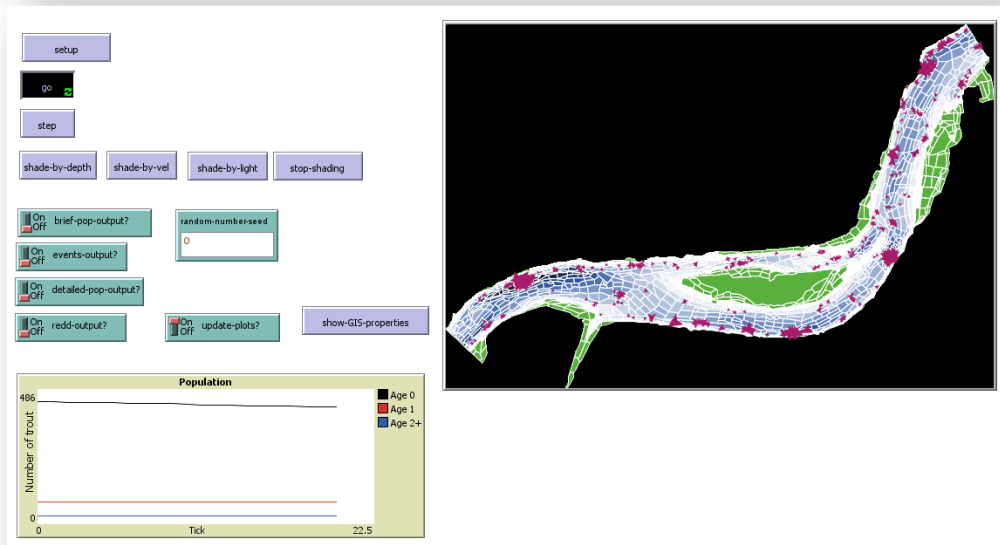 setup
go
step
shade-by-depth
shade-by-vel
shade-by-light
stop-shading
On
Off
brief-pop-output?
random-number-seed
0
On
Off
events-output?
On
Off
detailed-pop-output?
On
Off
redd-output?
On
Off
update-plots?
show-GIS-properties
Population
486
Number of trout
0
0
Tick
22.5
Age 0
Age 1
Age 2+